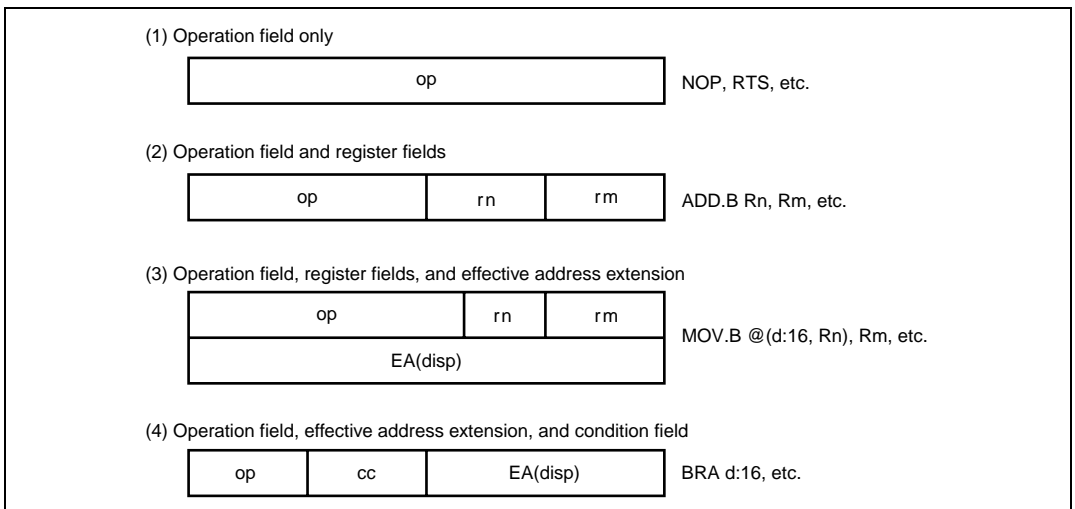 (1) Operation field only
op
NOP, RTS, etc.
(2) Operation field and register fields
op rn rm
ADD.B Rn, Rm, etc.
(3) Operation field, register fields, and effective address extension
op rn rm
EA(disp)
MOV.B @(d:16, Rn), Rm, etc.
(4) Operation field, effective address extension, and condition field
op cc EA(disp)
BRA d:16, etc.